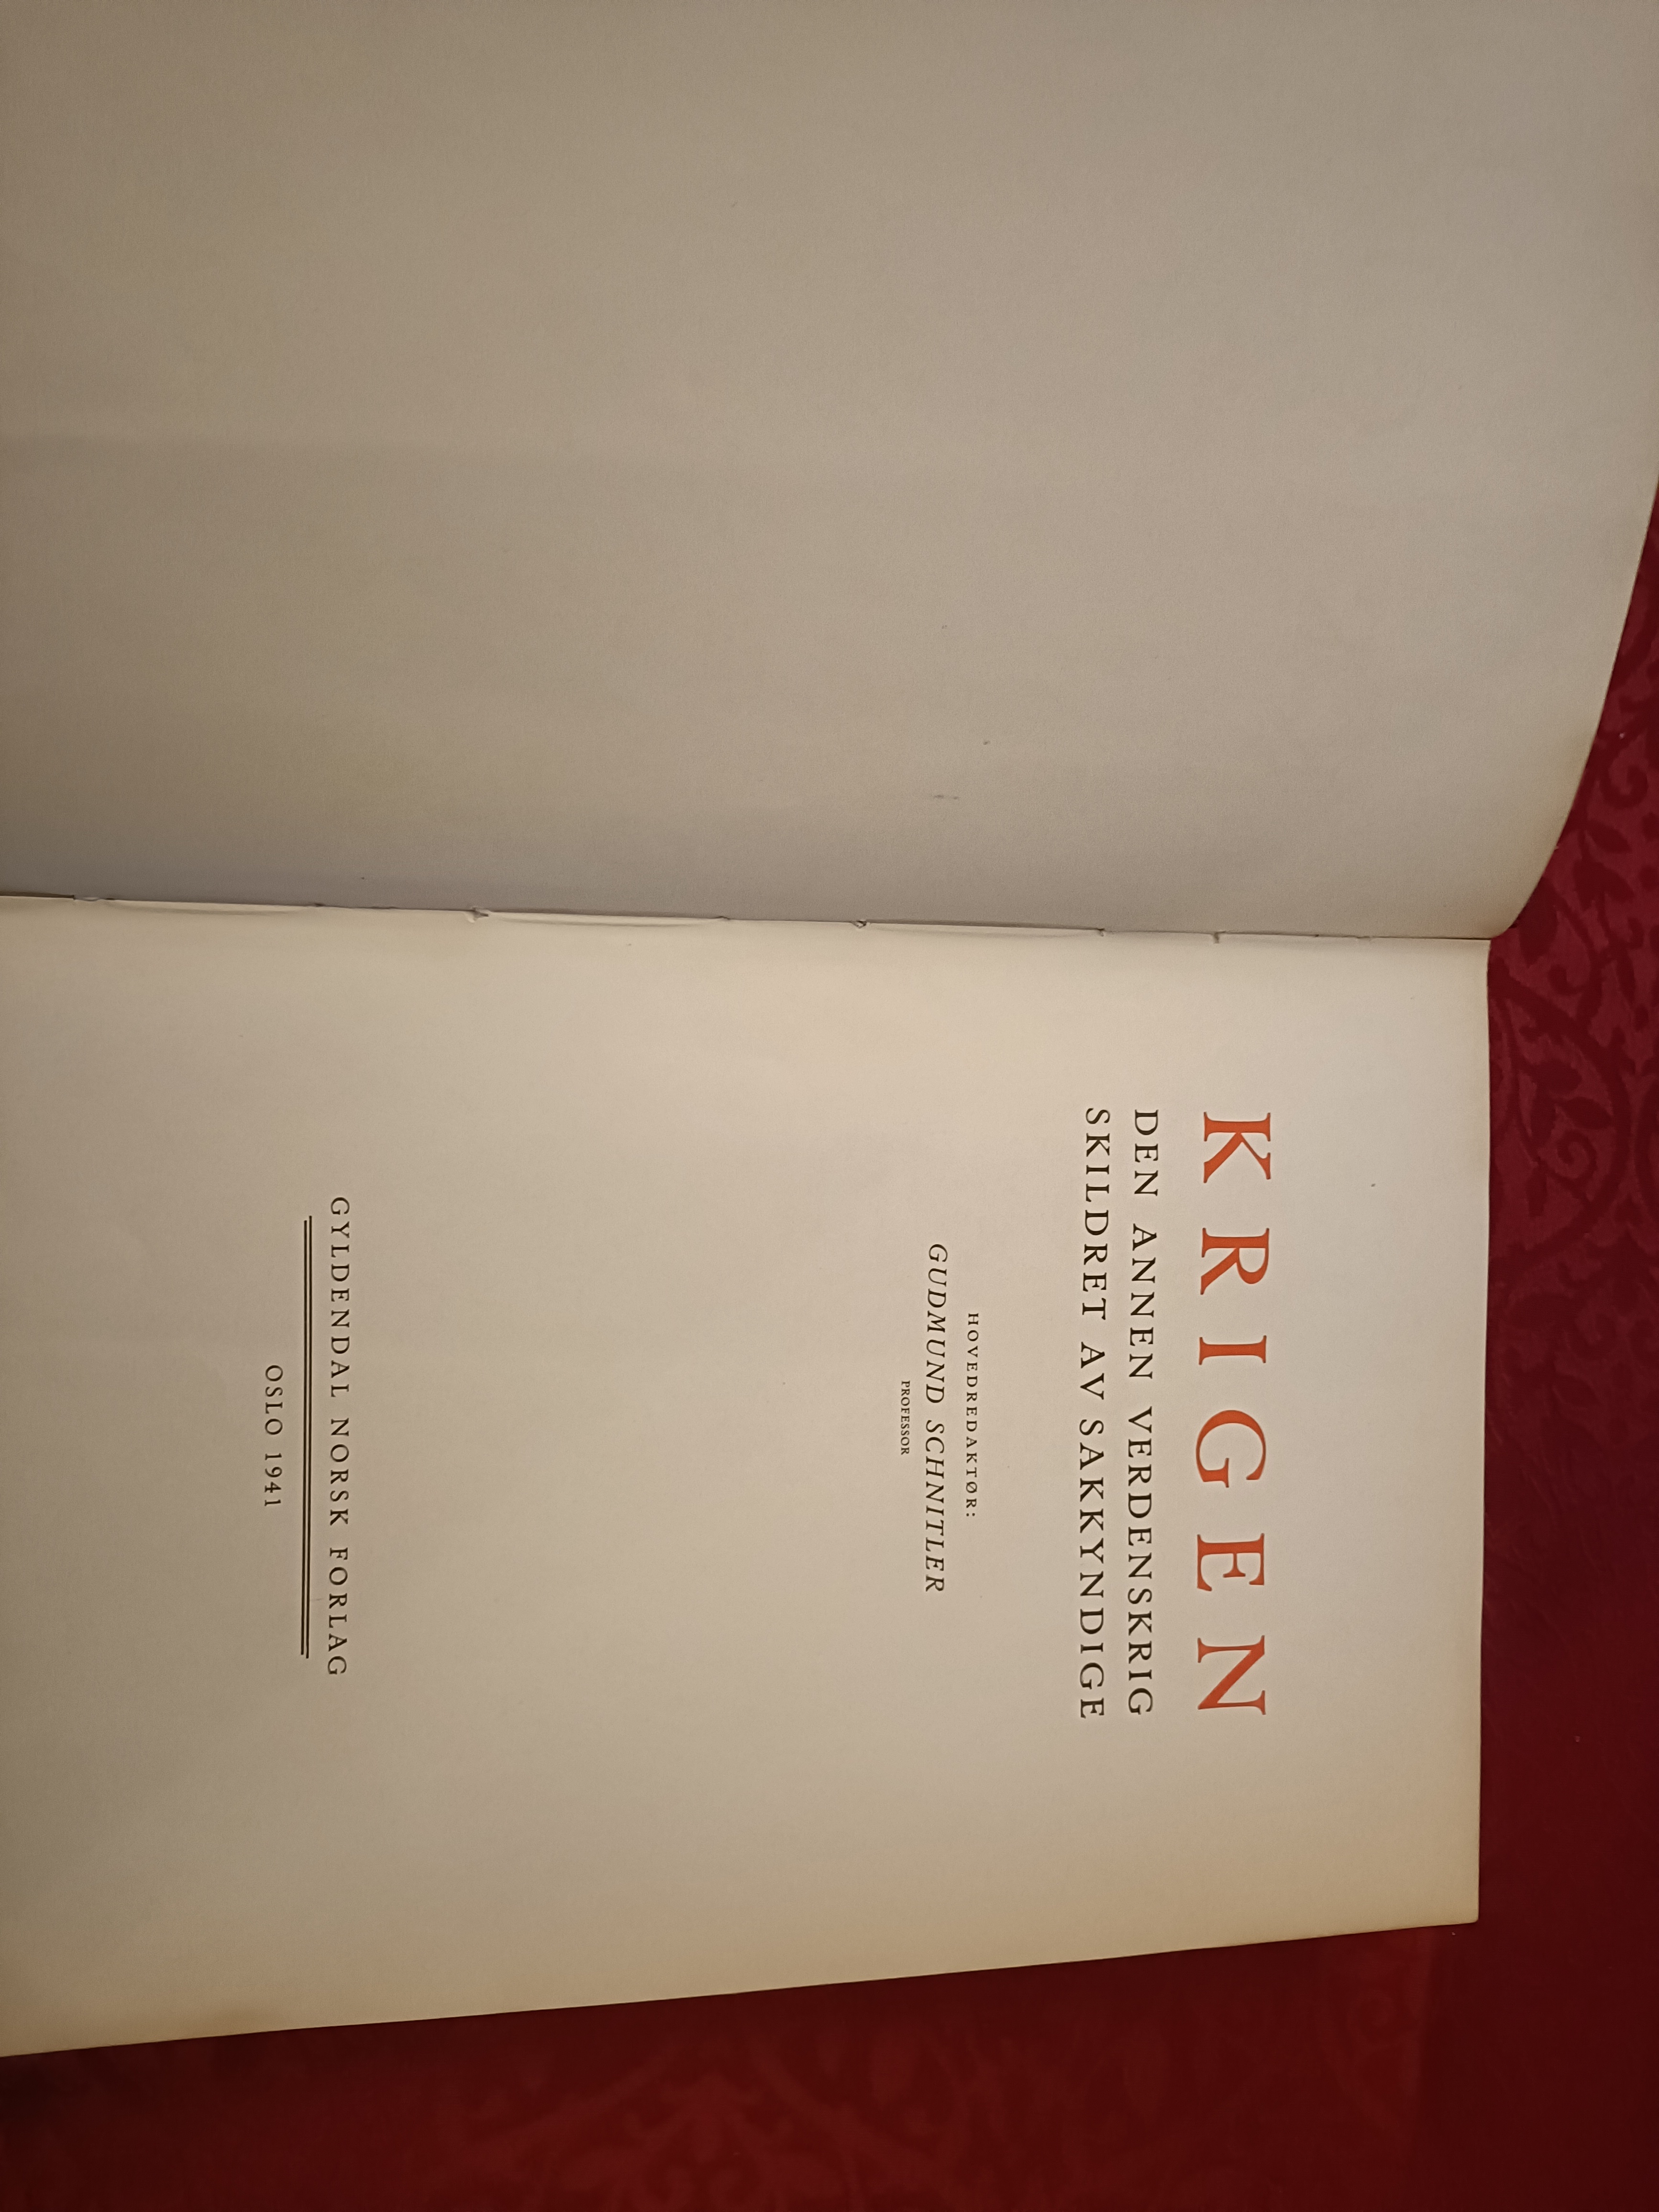 KRIGEN
DEN ANNEN VERDENSKRIG
SKILDRET AV SAKKYNDIGE
HOVEDREDAKTØR:
GUDMUND SCHNITLER
PROFESSOR
GYLDENDAL NORSK FORLAG
OSLO 1941